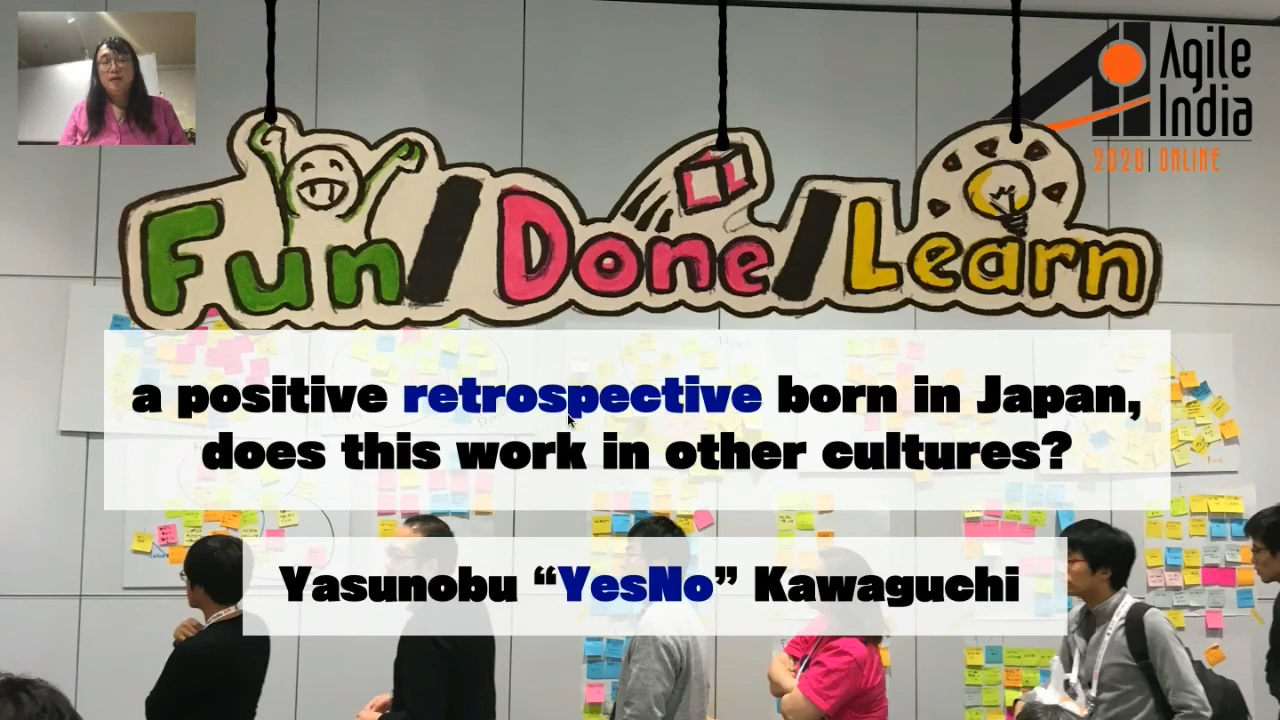 Agile
India
2020 | ONLINE
Fun/Done/Learn
a positive retrospective born in Japan,
does this work in other cultures?
Yasunobu “YesNo” Kawaguchi